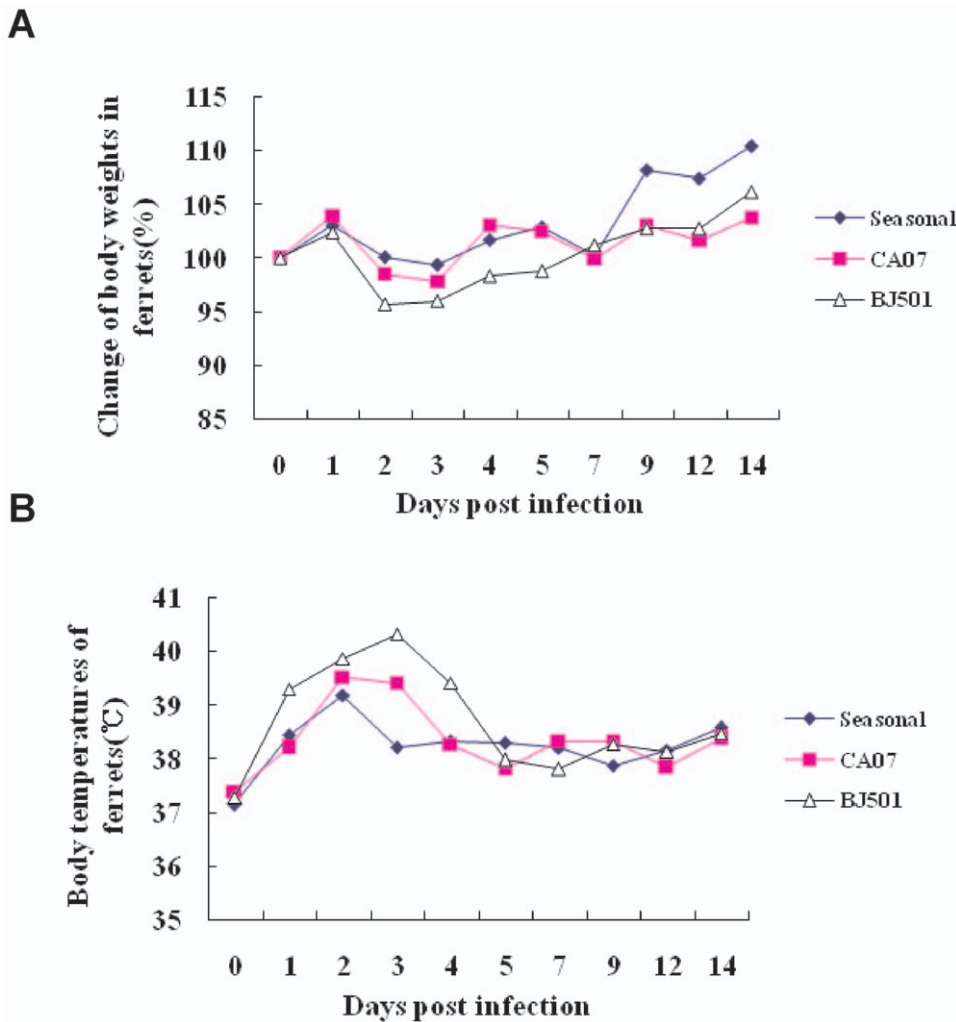 A
Change of body weights in
ferrets(%)
115
110
105
100
95
90
85
0 1 2 3 4 5 7 9 12 14
Days post infection
Seasonal
CA07
BJ501
B
Body temperatures of
ferrets(℃)
41
40
39
38
37
36
35
0 1 2 3 4 5 7 9 12 14
Days post infection
Seasonal
CA07
BJ501